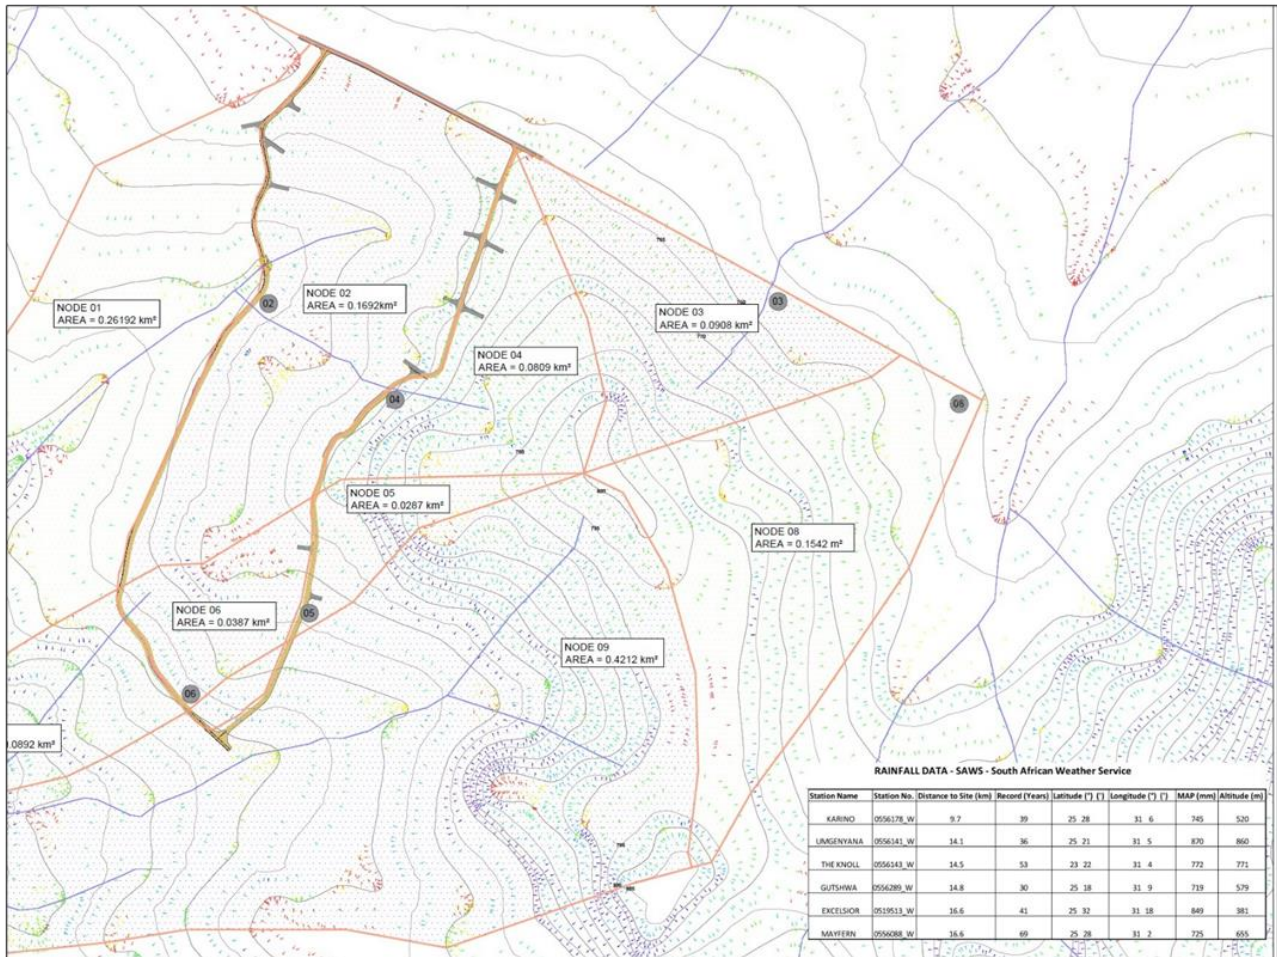 NODE 01
AREA = 0.26192 km²
NODE 02
AREA = 0.1692km²
02
NODE 03
AREA = 0.0908 km²
03
795
770
NODE 04
AREA = 0.0809 km²
04
08
795
NODE 05
AREA = 0.0287 km²
795
NODE 08
AREA = 0.1542 m²
NODE 06
AREA = 0.0387 km²
05
NODE 09
AREA = 0.4212 km²
06
0.0892 km²
795
RAINFALL DATA - SAWS - South African Weather Service
Station Name Station No. Distance to Site (km) Record (Years) Latitude (°) (') Longitude (°) (') MAP (mm) Altitude (m)
KARINO 0556178_W 9.7 39 25 28 31 6 745 520
UMGENYANA 0556141_W 14.1 36 25 21 31 5 870 860
THE KNOLL 0556143_W 14.5 53 23 22 31 4 772 771
GUTSHWA 0556289_W 14.8 30 25 18 31 9 719 579
EXCELSIOR 0519513_W 16.6 41 25 32 31 18 849 381
MAYFERN 0556088_W 16.6 69 25 28 31 2 725 655